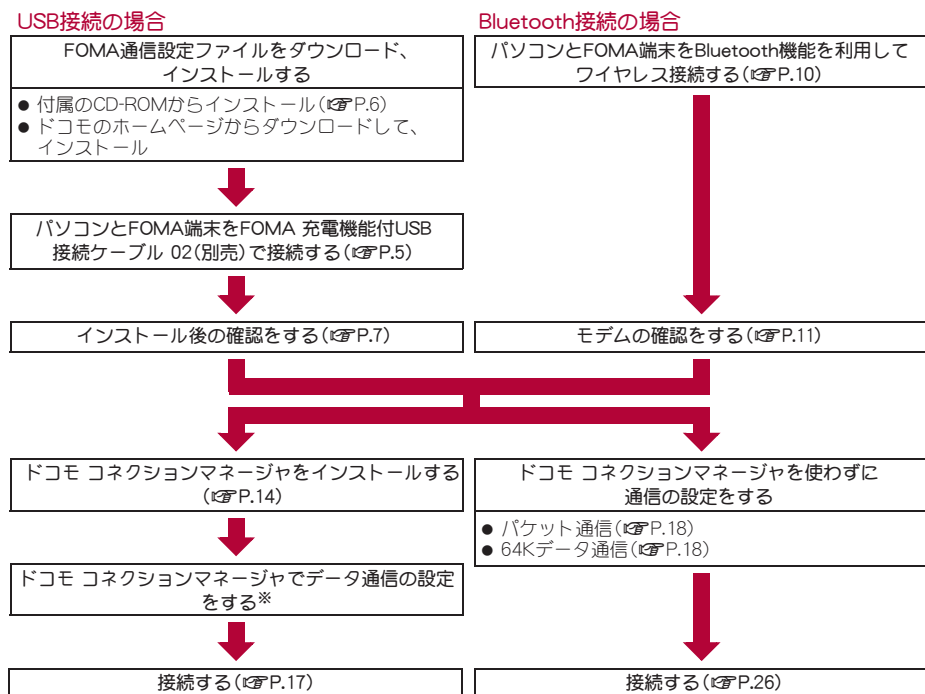 USB接続の場合
FOMA通信設定ファイルをダウンロード、
インストールする
● 付属のCD-ROMからインストール(☞P.6)
● ドコモのホームページからダウンロードして、
インストール
パソコンとFOMA端末をFOMA 充電機能付USB
接続ケーブル 02(別売)で接続する(☞P.5)
インストール後の確認をする(☞P.7)
Bluetooth接続の場合
パソコンとFOMA端末をBluetooth機能を利用して
ワイヤレス接続する(☞P.10)
モデムの確認をする(☞P.11)
ドコモ コネクションマネージャをインストールする
(☞P.14)
ドコモ コネクションマネージャでデータ通信の設定
をする※
接続する(☞P.17)
ドコモ コネクションマネージャを使わずに
通信の設定をする
● パケット通信(☞P.18)
● 64Kデータ通信(☞P.18)
接続する(☞P.26)